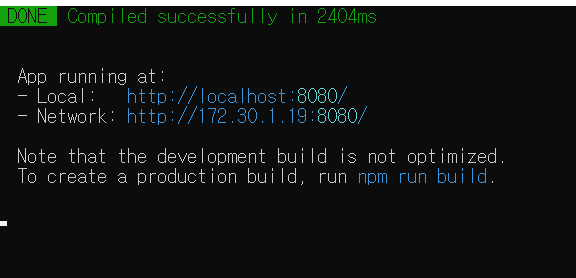 DONE Compiled successfully in 2404ms
App running at:
- Local: http://localhost:8080/
- Network: http://172.30.1.19:8080/
Note that the development build is not optimized.
To create a production build, run npm run build.